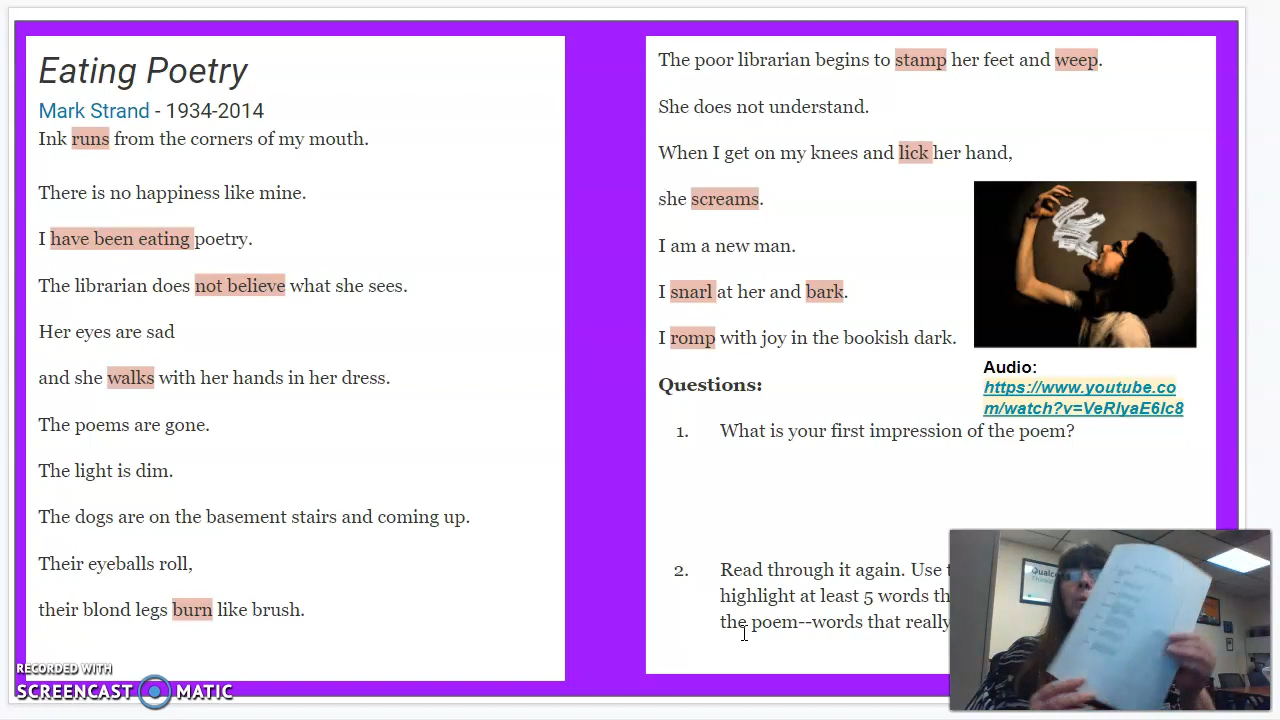 Eating Poetry
Mark Strand - 1934-2014
Ink runs from the corners of my mouth.
There is no happiness like mine.
I have been eating poetry.
The librarian does not believe what she sees.
Her eyes are sad
and she walks with her hands in her dress.
The poems are gone.
The light is dim.
The dogs are on the basement stairs and coming up.
Their eyeballs roll,
their blond legs burn like brush.
The poor librarian begins to stamp her feet and weep.
She does not understand.
When I get on my knees and lick her hand,
she screams.
I am a new man.
I snarl at her and bark.
I romp with joy in the bookish dark.
Audio:
https://www.youtube.co
m/watch?v=VeRIyaE6Ic8
Questions:
1. What is your first impression of the poem?
2. Read through it again. Use
highlight at least 5 words
the poem--words that really
RECORDED WITH
SCREENCAST MATIC